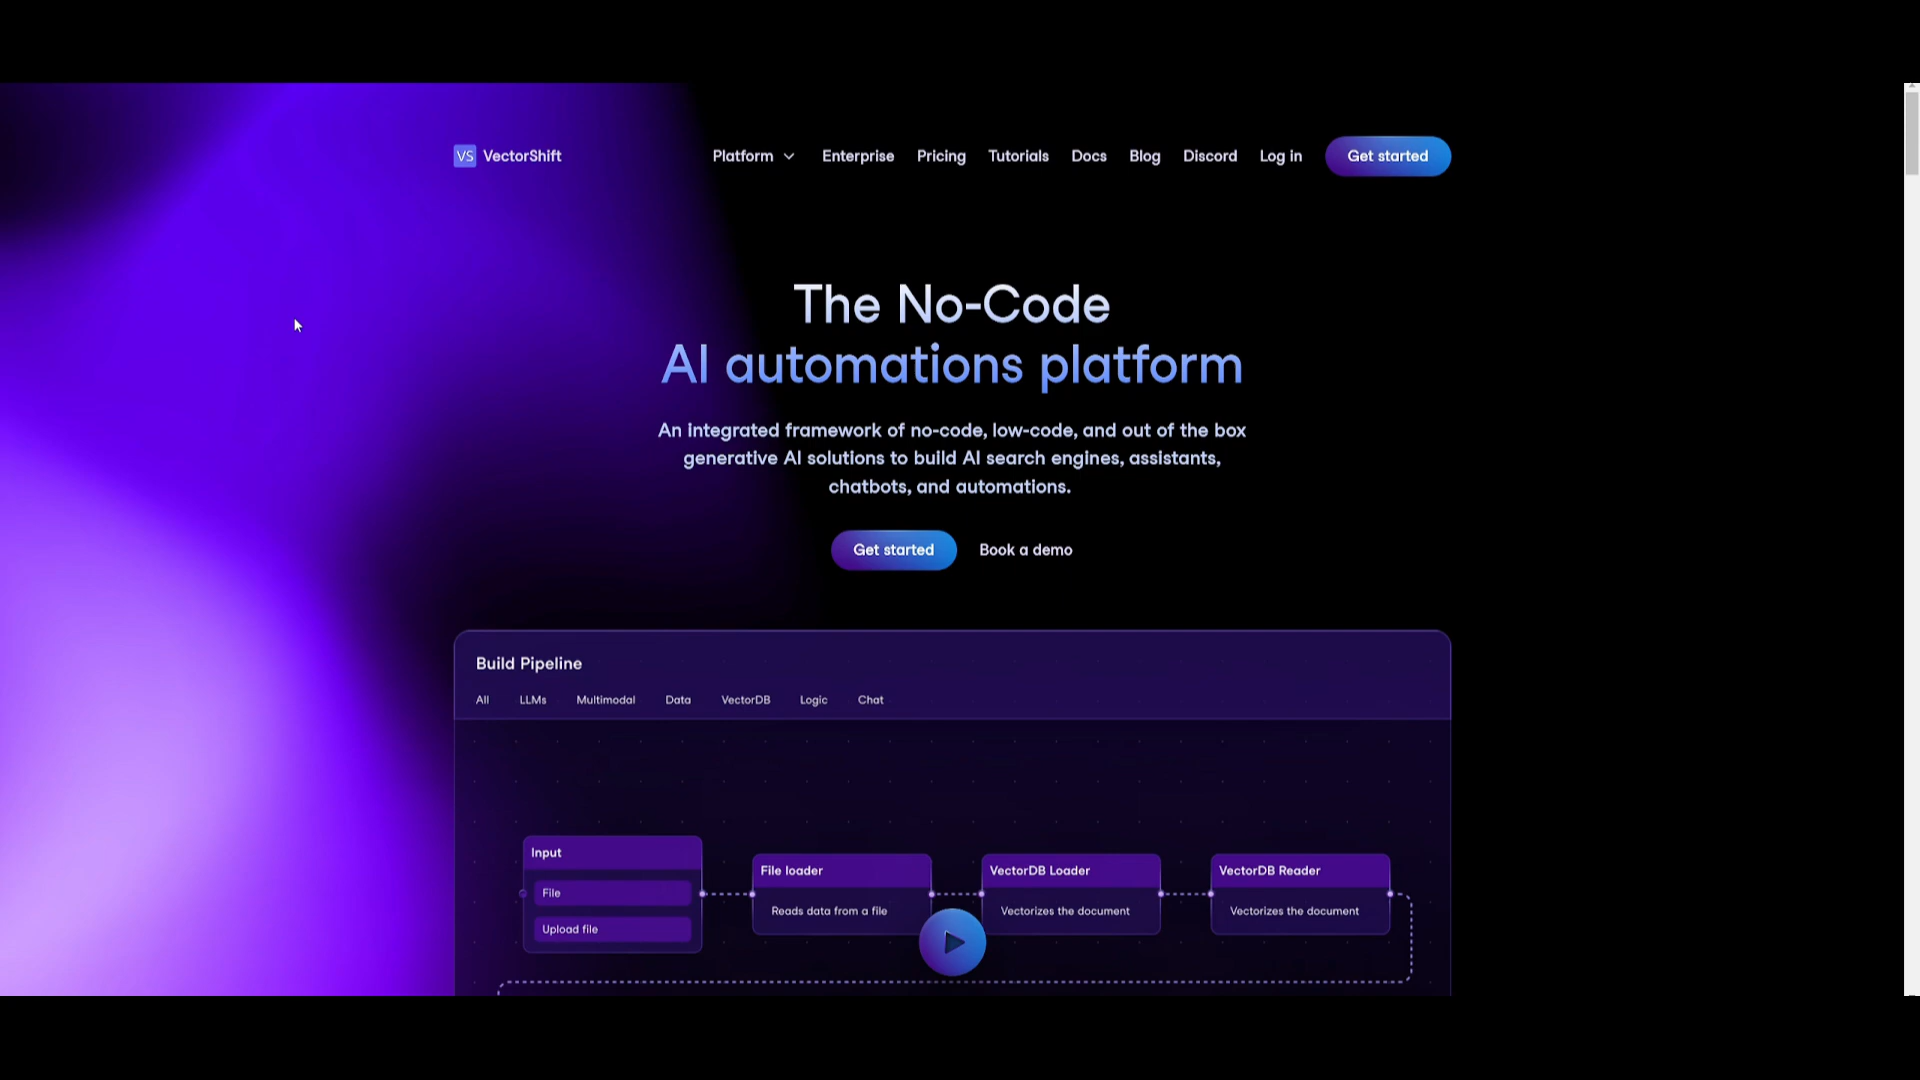 VS VectorShift
Platform Enterprise Pricing Tutorials Docs Blog Discord Log in Get started
The No-Code
AI automations platform
An integrated framework of no-code, low-code, and out of the box
generative AI solutions to build AI search engines, assistants,
chatbots, and automations.
Get started Book a demo
Build Pipeline
All LLMs Multimodal Data VectorDB Logic Chat
Input
File
Upload file
File loader
Reads data from a file
VectorDB Loader
Vectorizes the document
VectorDB Reader
Vectorizes the document